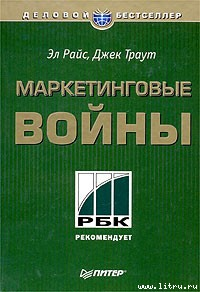 ДЕЛОВОЙ БЕСТСЕЛЛЕР
Эл Райс, Джек Траут
МАРКЕТИНГОВЫЕ
ВОЙНЫ
РБК
РЕКОМЕНДУЕТ
ПИТЕР®
www.litru.ru